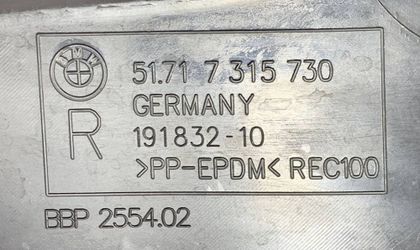 BMW
51.71 7 315 730
GERMANY
R
191832-10
>PP-EPDM< REC100
BBP 2554.02